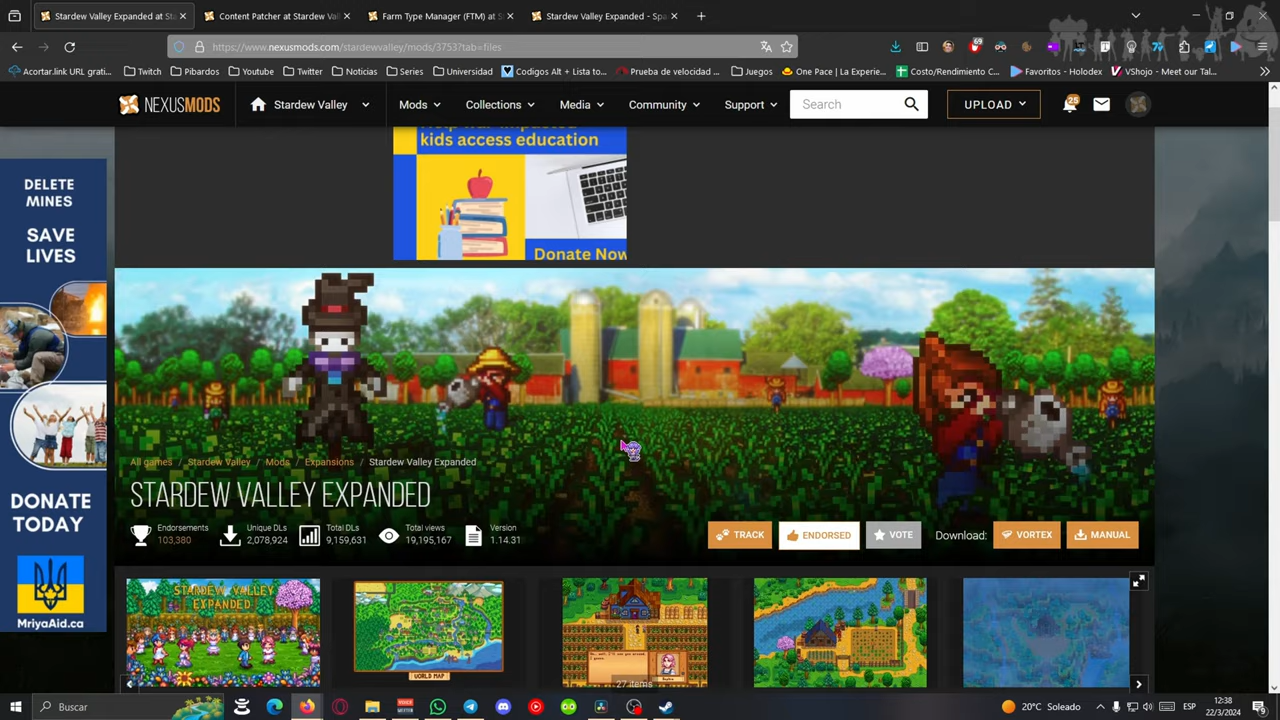 Stardew Valley Expanded at Sta
Content Patcher at Stardew Val
Farm Type Manager (FTM) at S
Stardew Valley Expanded - Spa
https://www.nexusmods.com/stardewvalley/mods/3753?tab=files
69
Acortar.link URL grati...
Twitch
Pibardos
Youtube
Twitter
Noticias
Series
Universidad
Codigos Alt + Lista to...
Prueba de velocidad ...
Juegos
One Pace | La Experie...
Costo/Rendimiento C...
Favoritos - Holodex
VShojo - Meet our Tal...
NEXUSMODS
Stardew Valley
Mods
Collections
Media
Community
Support
Search
UPLOAD
25
kids access education
Donate Now
DELETE
MINES
SAVE
LIVES
DONATE
TODAY
MriyaAid.ca
All games / Stardew Valley / Mods / Expansions / Stardew Valley Expanded
STARDEW VALLEY EXPANDED
Endorsements
103,380
Unique DLs
2,078,924
Total DLs
9,159,631
Total views
19,195,167
Version
1.14.31
TRACK
ENDORSED
VOTE
Download:
VORTEX
MANUAL
STARDEW VALLEY
EXPANDED
WORLD MAP
27 items
Buscar
20°C Soleado
ESP
12:38
22/3/2024